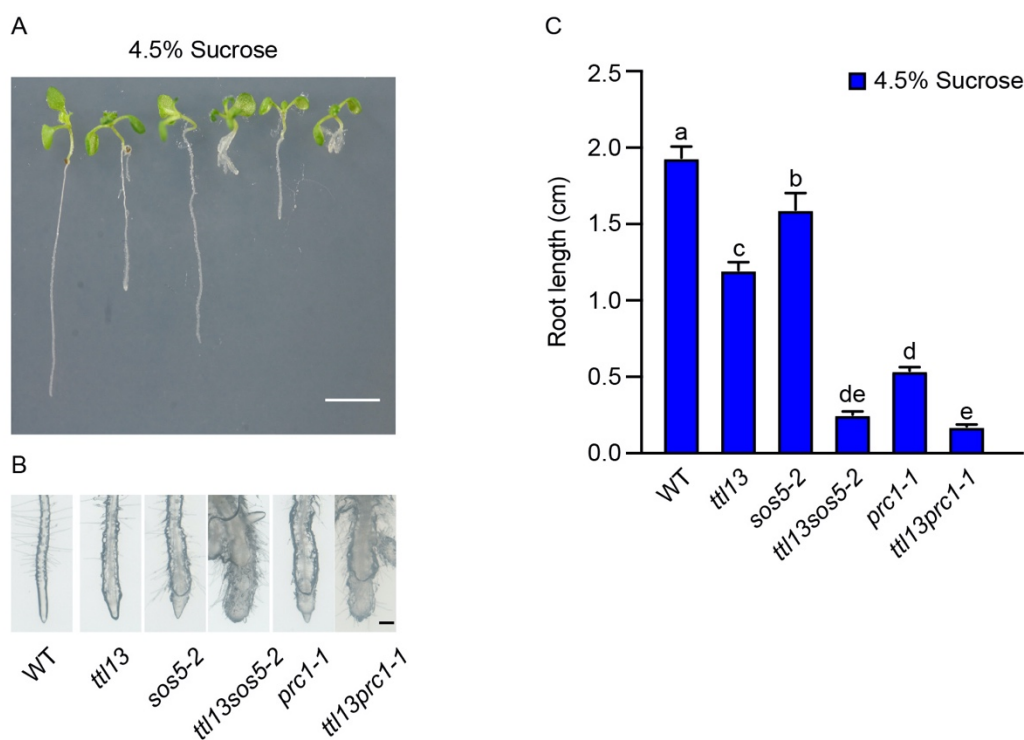 A
4.5% Sucrose
B
WT
ttl13
sos5-2
ttl13sos5-2
prc1-1
ttl13prc1-1
C
4.5% Sucrose
Root length (cm)
2.5
2.0
1.5
1.0
0.5
0.0
a
c
b
de
d
e
WT
ttl13
sos5-2
ttl13sos5-2
prc1-1
ttl13prc1-1